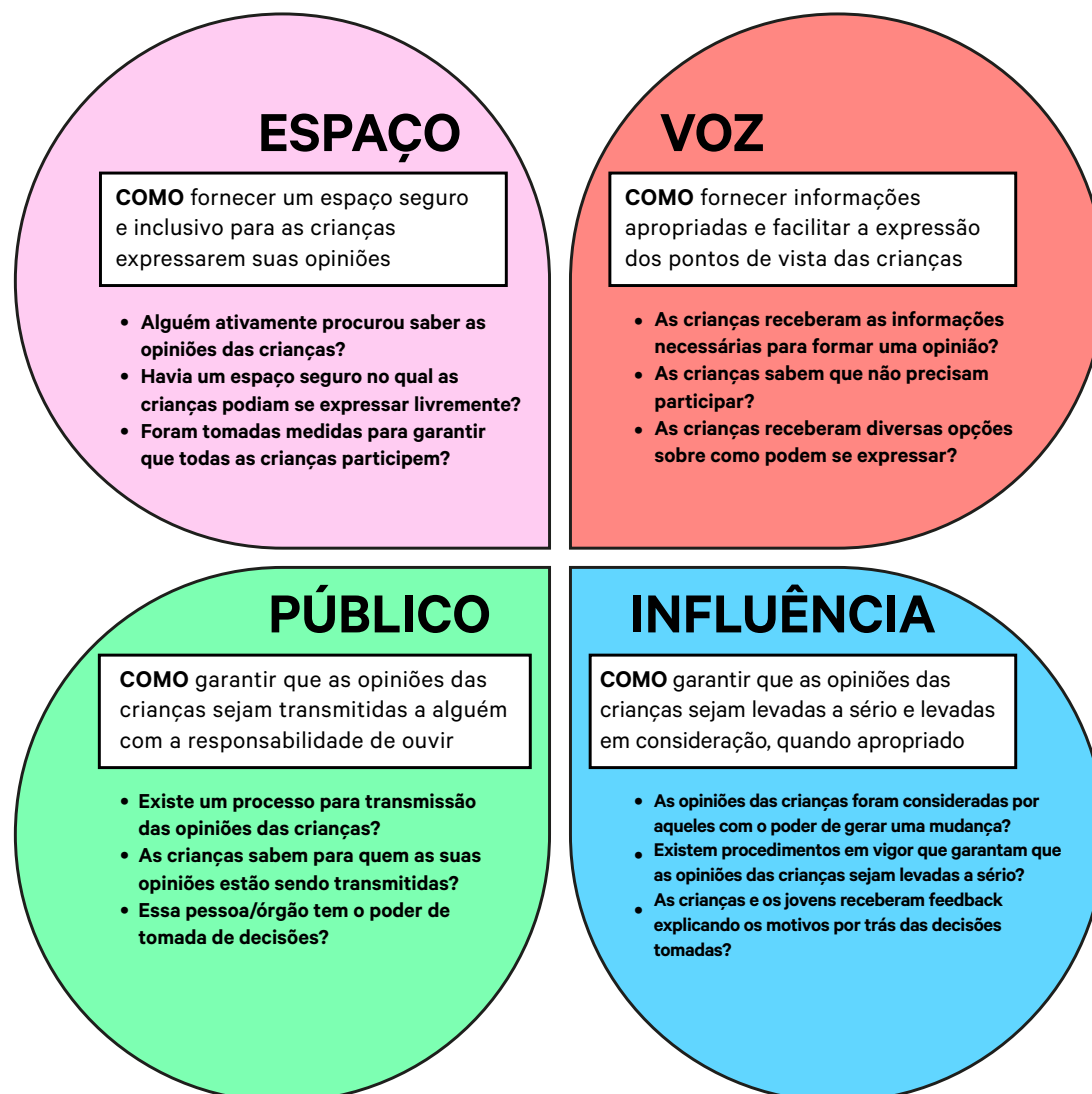 ESPAÇO
COMO fornecer um espaço seguro
e inclusivo para as crianças
expressarem suas opiniões
• Alguém ativamente procurou saber as
opiniões das crianças?
• Havia um espaço seguro no qual as
crianças podiam se expressar livremente?
• Foram tomadas medidas para garantir
que todas as crianças participem?
VOZ
COMO fornecer informações
apropriadas e facilitar a expressão
dos pontos de vista das crianças
• As crianças receberam as informações
necessárias para formar uma opinião?
• As crianças sabem que não precisam
participar?
• As crianças receberam diversas opções
sobre como podem se expressar?
PÚBLICO
COMO garantir que as opiniões das
crianças sejam transmitidas a alguém
com a responsabilidade de ouvir
• Existe um processo para transmissão
das opiniões das crianças?
• As crianças sabem para quem as suas
opiniões estão sendo transmitidas?
• Essa pessoa/órgão tem o poder de
tomada de decisões?
INFLUÊNCIA
COMO garantir que as opiniões das
crianças sejam levadas a sério e levadas
em consideração, quando apropriado
• As opiniões das crianças foram consideradas por
aqueles com o poder de gerar uma mudança?
• Existem procedimentos em vigor que garantam que
as opiniões das crianças sejam levadas a sério?
• As crianças e os jovens receberam feedback
explicando os motivos por trás das decisões
tomadas?